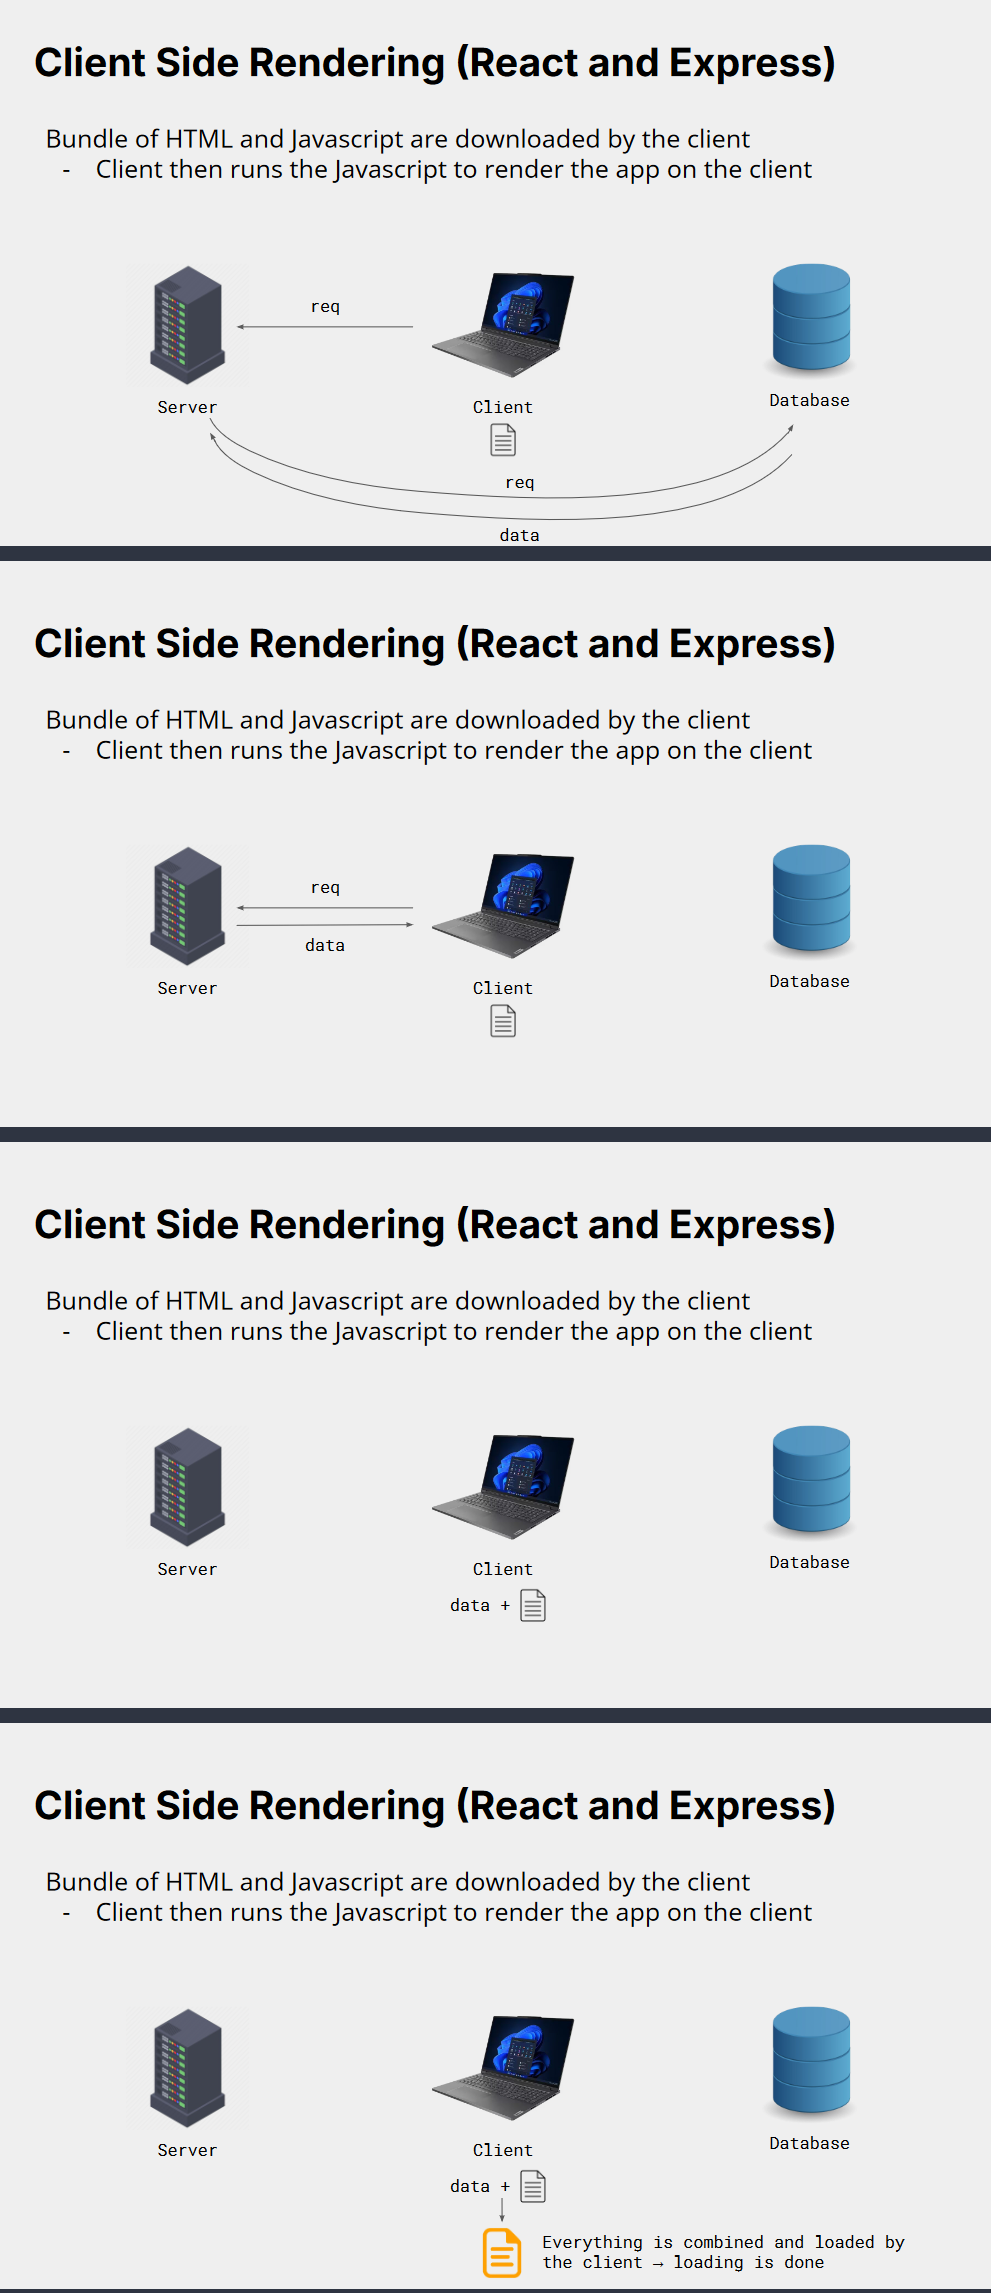 Client Side Rendering (React and Express)
Bundle of HTML and Javascript are downloaded by the client
- Client then runs the Javascript to render the app on the client
req
Server
Client
Database
req
data
Client Side Rendering (React and Express)
Bundle of HTML and Javascript are downloaded by the client
- Client then runs the Javascript to render the app on the client
req
data
Server
Client
Database
Client Side Rendering (React and Express)
Bundle of HTML and Javascript are downloaded by the client
- Client then runs the Javascript to render the app on the client
Server
Client
Database
data +
Client Side Rendering (React and Express)
Bundle of HTML and Javascript are downloaded by the client
- Client then runs the Javascript to render the app on the client
Server
Client
Database
data +
Everything is combined and loaded by
the client → loading is done